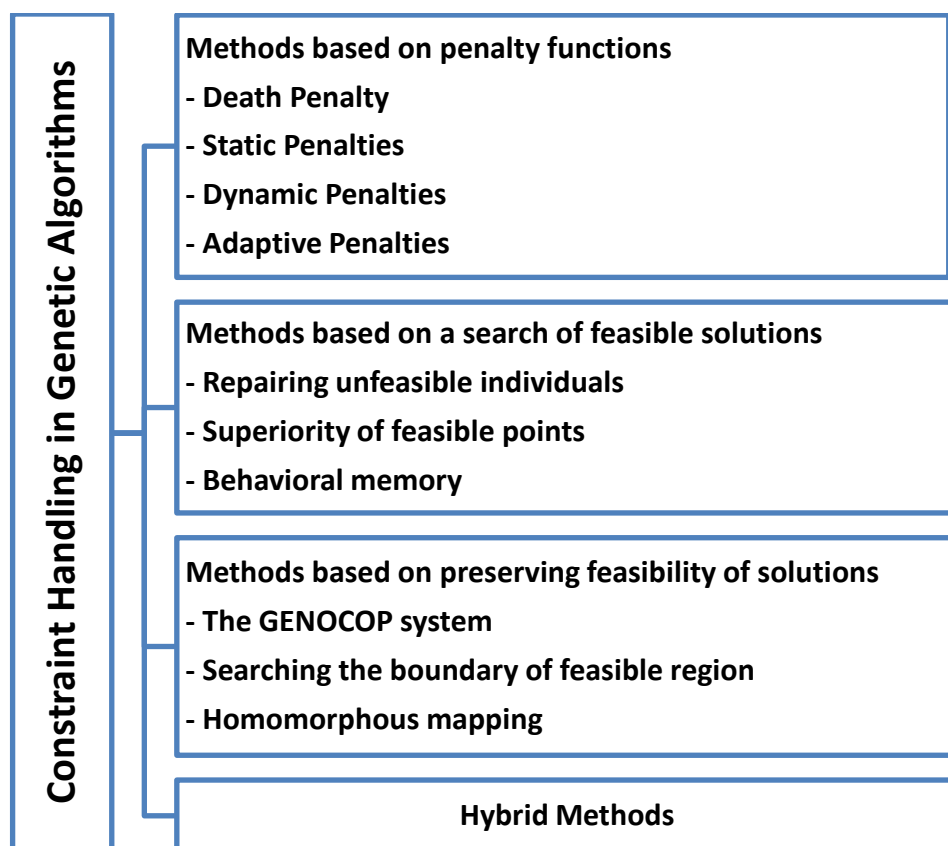 Constraint Handling in Genetic Algorithms
Methods based on penalty functions
- Death Penalty
- Static Penalties
- Dynamic Penalties
- Adaptive Penalties
Methods based on a search of feasible solutions
- Repairing unfeasible individuals
- Superiority of feasible points
- Behavioral memory
Methods based on preserving feasibility of solutions
- The GENOCOP system
- Searching the boundary of feasible region
- Homomorphous mapping
Hybrid Methods